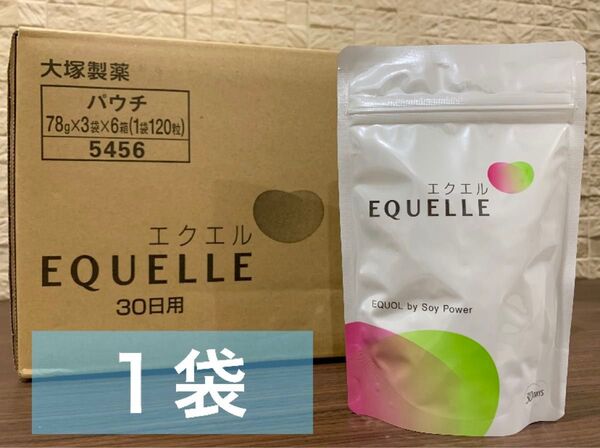 大塚製薬
パウチ
78g×3袋×6箱(1袋120粒)
5456
エクエル
EQUELLE
30日用
1袋
エクエル
EQUELLE
EQUOL by Soy Power
30DAYS